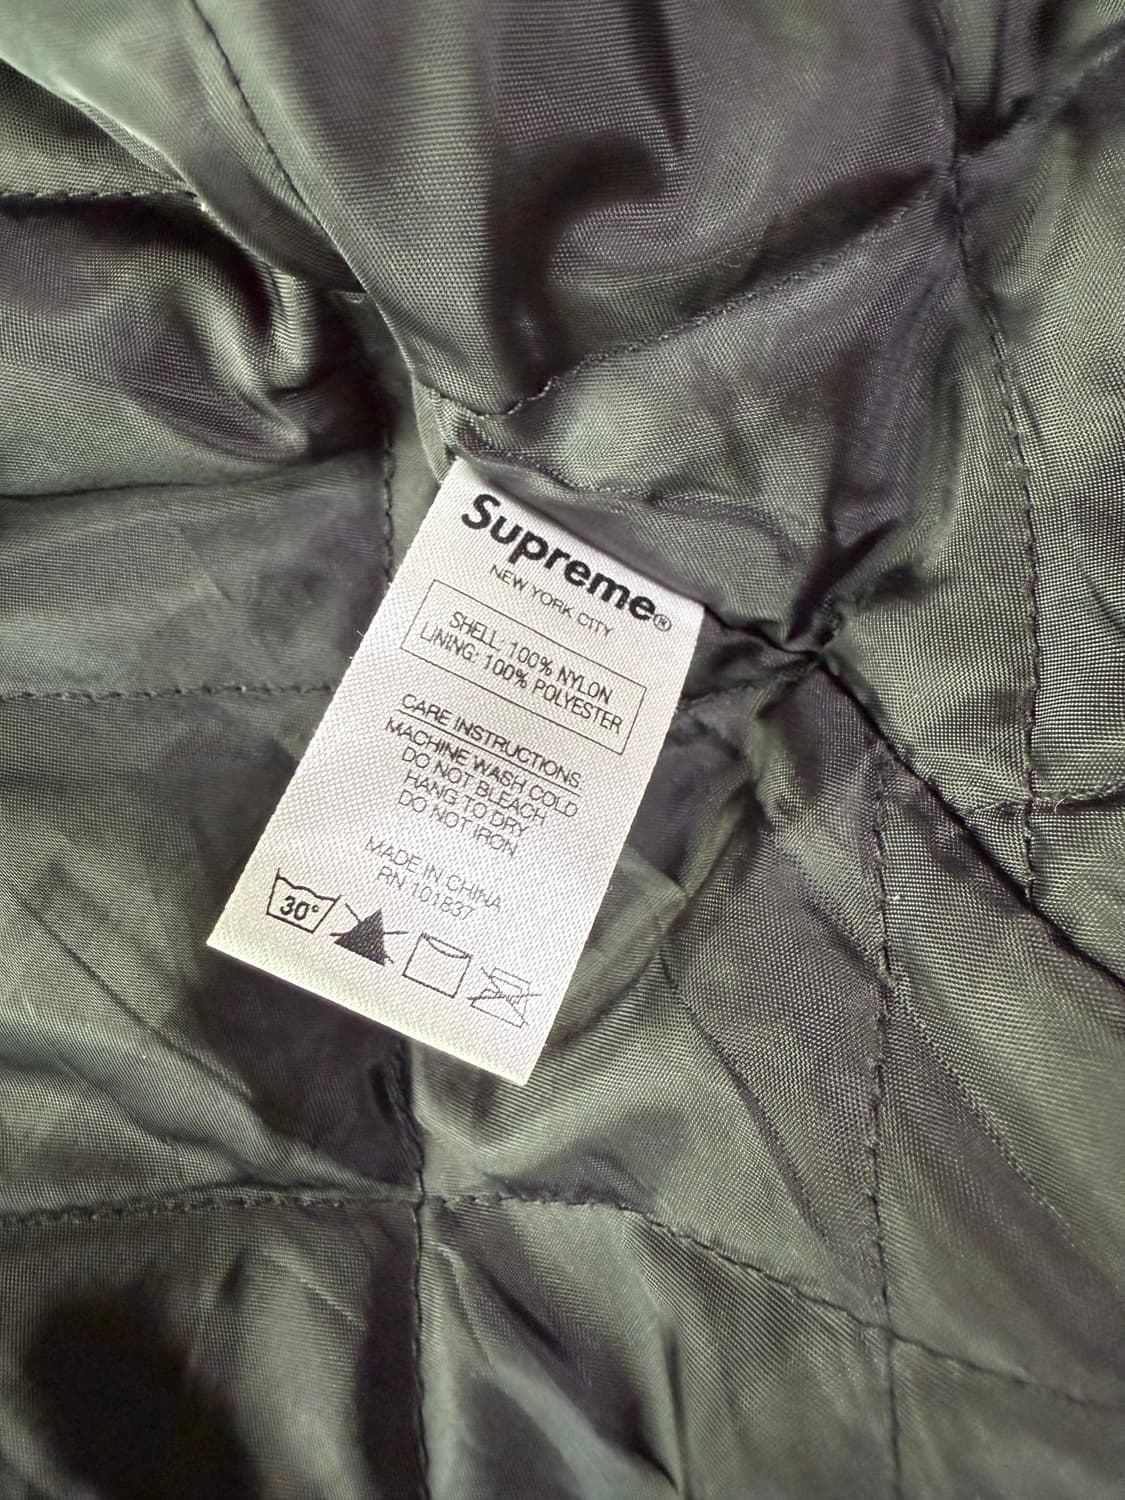 Supreme®
NEW YORK CITY
SHELL: 100% NYLON
LINING: 100% POLYESTER
CARE INSTRUCTIONS
MACHINE WASH COLD
DO NOT BLEACH
HANG TO DRY
DO NOT IRON
MADE IN CHINA
RN 101837
30°